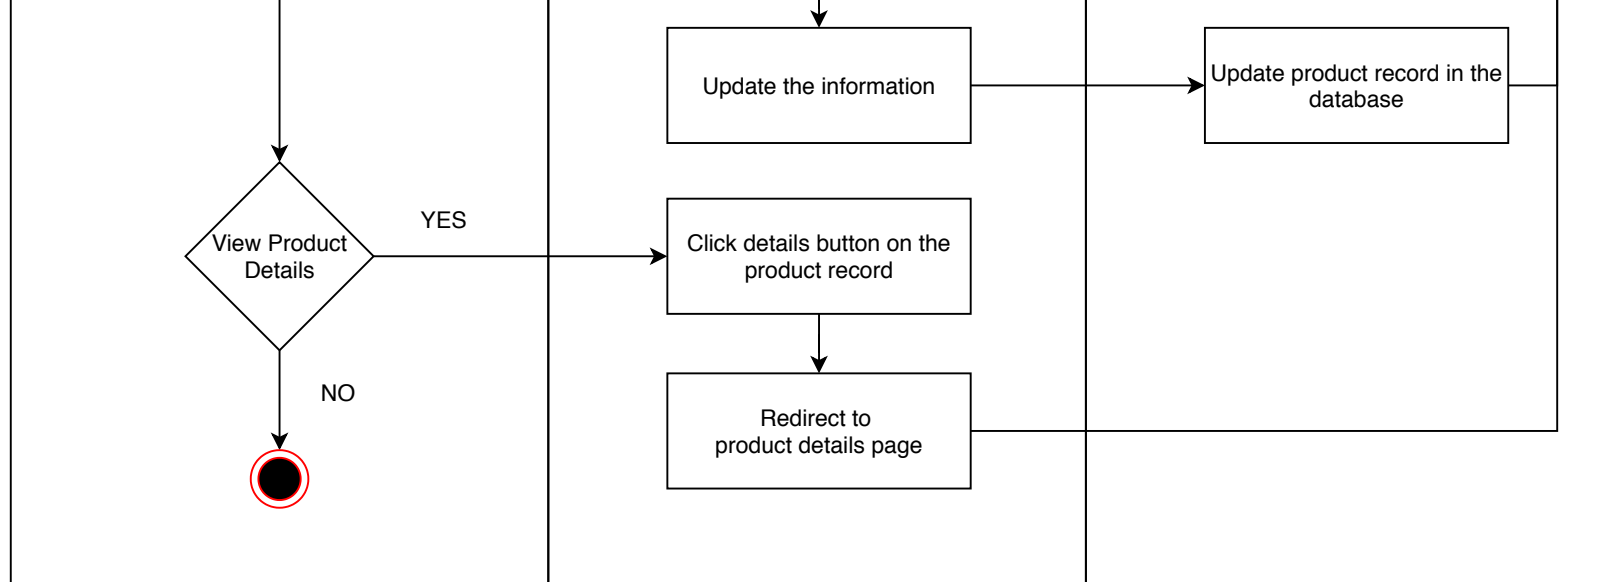 Update the information
Update product record in the
database
View Product
Details
YES
Click details button on the
product record
NO
Redirect to
product details page